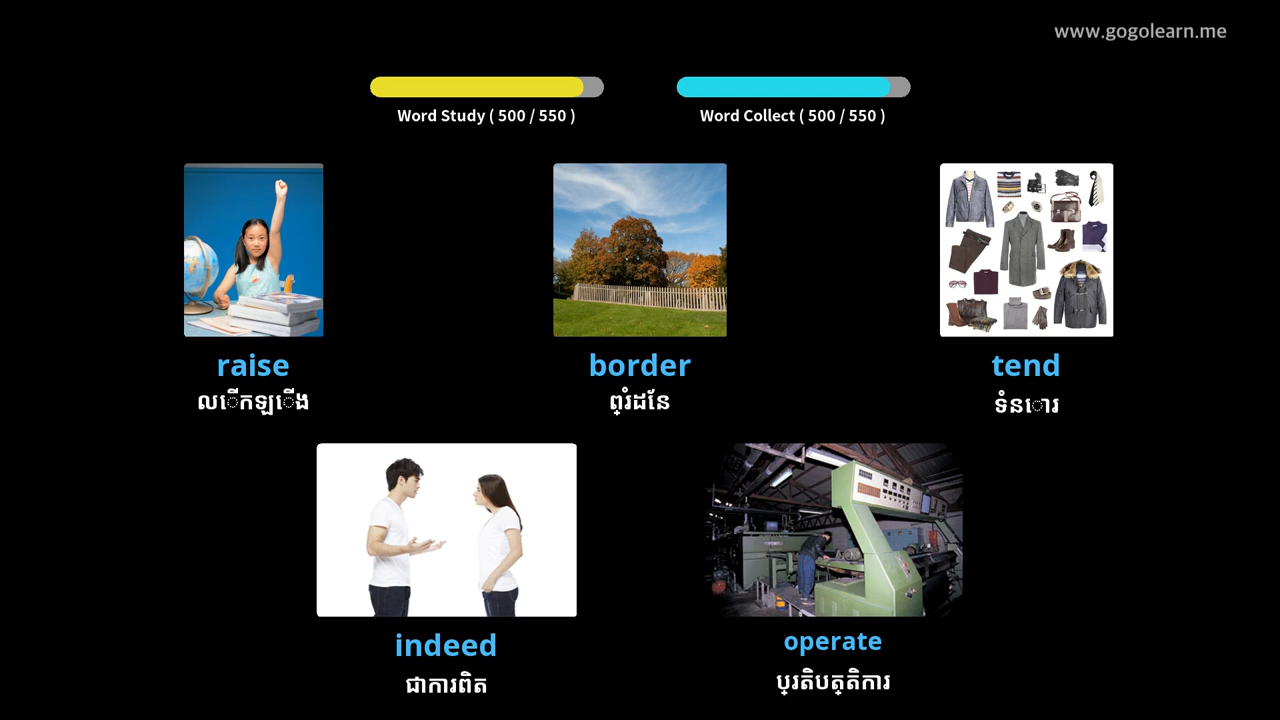 www.gogolearn.me
Word Study ( 500 / 550 )
Word Collect ( 500 / 550 )
raise
លើកឡើង
border
ព្រំដែន
tend
ទំនោរ
indeed
ជាការពិត
operate
ប្រតិបត្តិការ